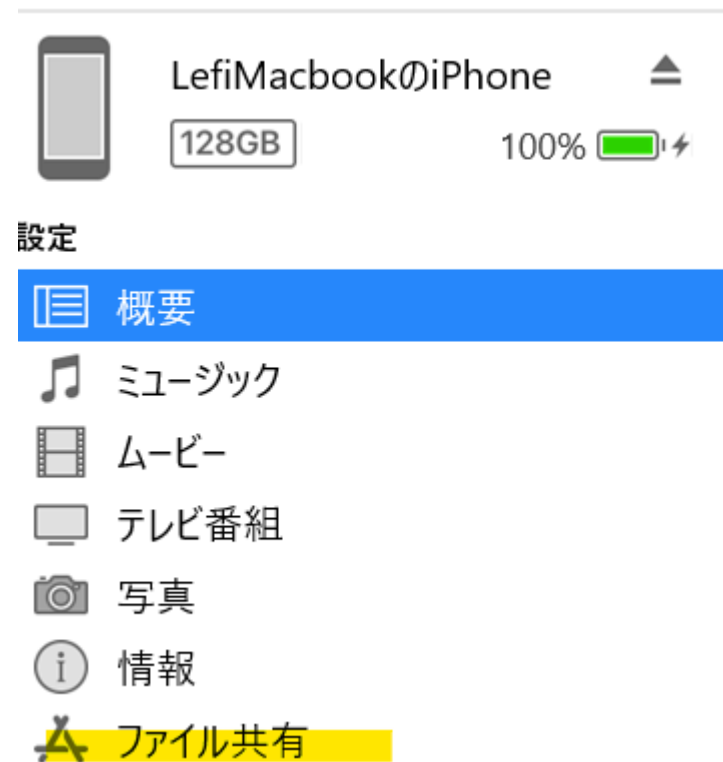 LefiMacbookのiPhone
128GB 100%
設定
概要
ミュージック
ムービー
テレビ番組
写真
情報
ファイル共有